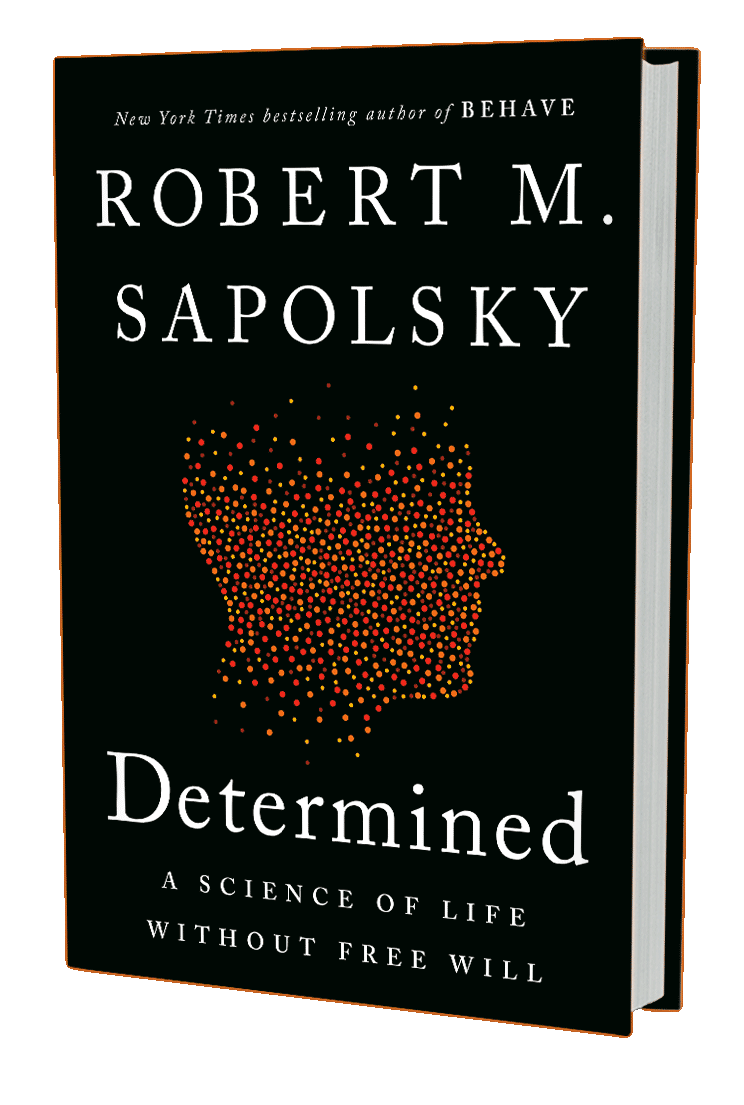 New York Times bestselling author of BEHAVE
ROBERT M.
SAPOLSKY
Determined
A SCIENCE OF LIFE
WITHOUT FREE WILL